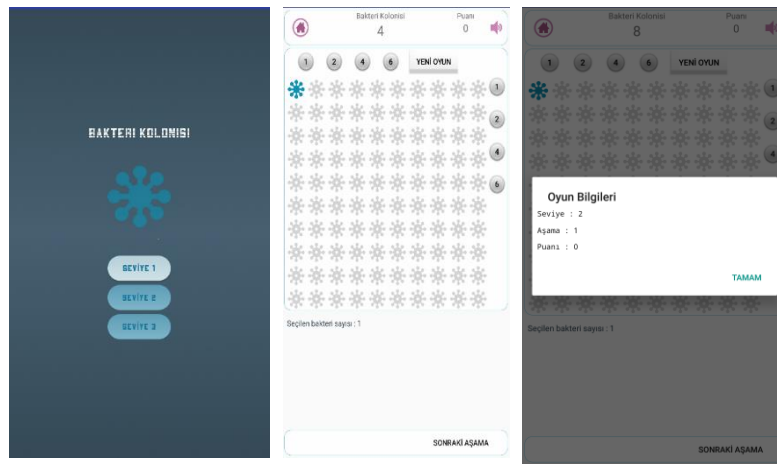 BAKTERİ KOLONİSİ
SEVİYE 1
SEVİYE 2
SEVİYE 3
Bakteri Kolonisi
4
Puanı
0
1 2 4 6 YENİ OYUN
1
2
4
6
Seçilen bakteri sayısı : 1
SONRAKİ AŞAMA
Bakteri Kolonisi
8
Puanı
0
1 2 4 6 YENİ OYUN
1
2
4
Oyun Bilgileri
Seviye : 2
Aşama : 1
Puanı : 0
TAMAM
Seçilen bakteri sayısı : 1
SONRAKİ AŞAMA